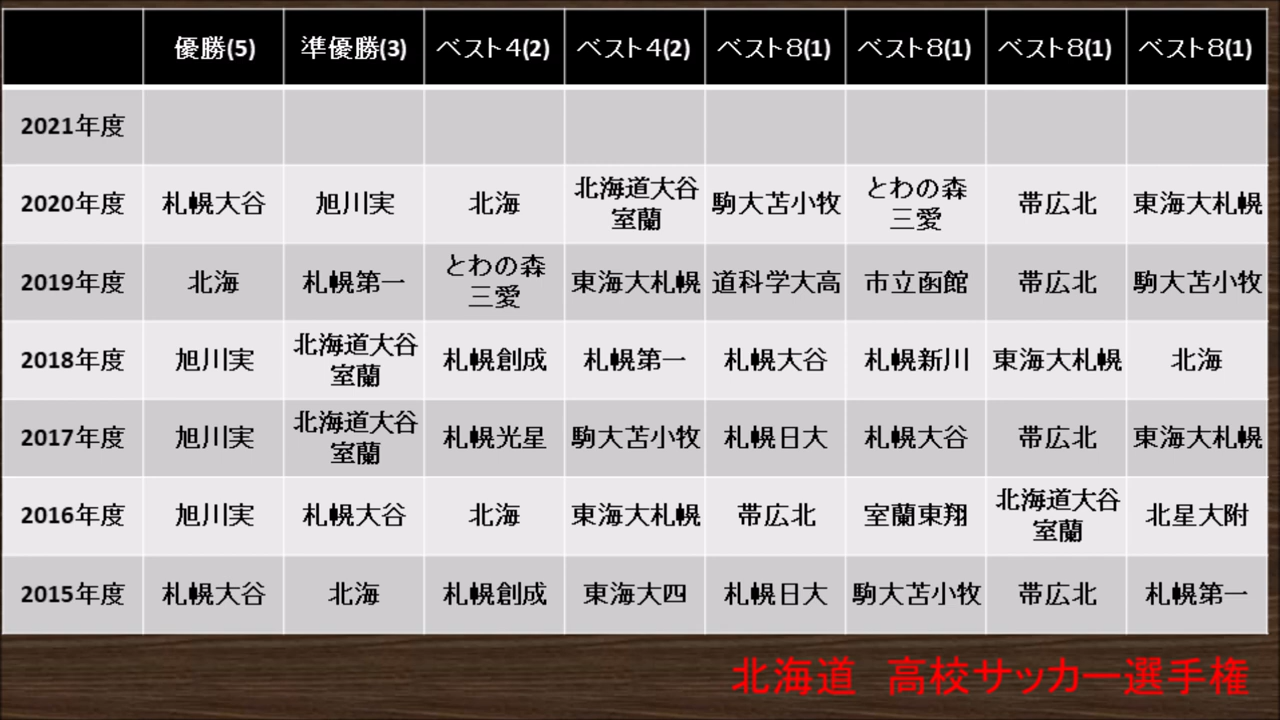 優勝(5) 準優勝(3) ベスト4(2) ベスト4(2) ベスト8(1) ベスト8(1) ベスト8(1) ベスト8(1)
2021年度
2020年度 札幌大谷 旭川実 北海 北海道大谷室蘭 駒大苫小牧 とわの森三愛 帯広北 東海大札幌
2019年度 北海 札幌第一 とわの森三愛 東海大札幌 道科学大高 市立函館 帯広北 駒大苫小牧
2018年度 旭川実 北海道大谷室蘭 札幌創成 札幌第一 札幌大谷 札幌新川 東海大札幌 北海
2017年度 旭川実 北海道大谷室蘭 札幌光星 駒大苫小牧 札幌日大 札幌大谷 帯広北 東海大札幌
2016年度 旭川実 札幌大谷 北海 東海大札幌 帯広北 室蘭東翔 北海道大谷室蘭 北星大附
2015年度 札幌大谷 北海 札幌創成 東海大四 札幌日大 駒大苫小牧 帯広北 札幌第一
北海道 高校サッカー選手権